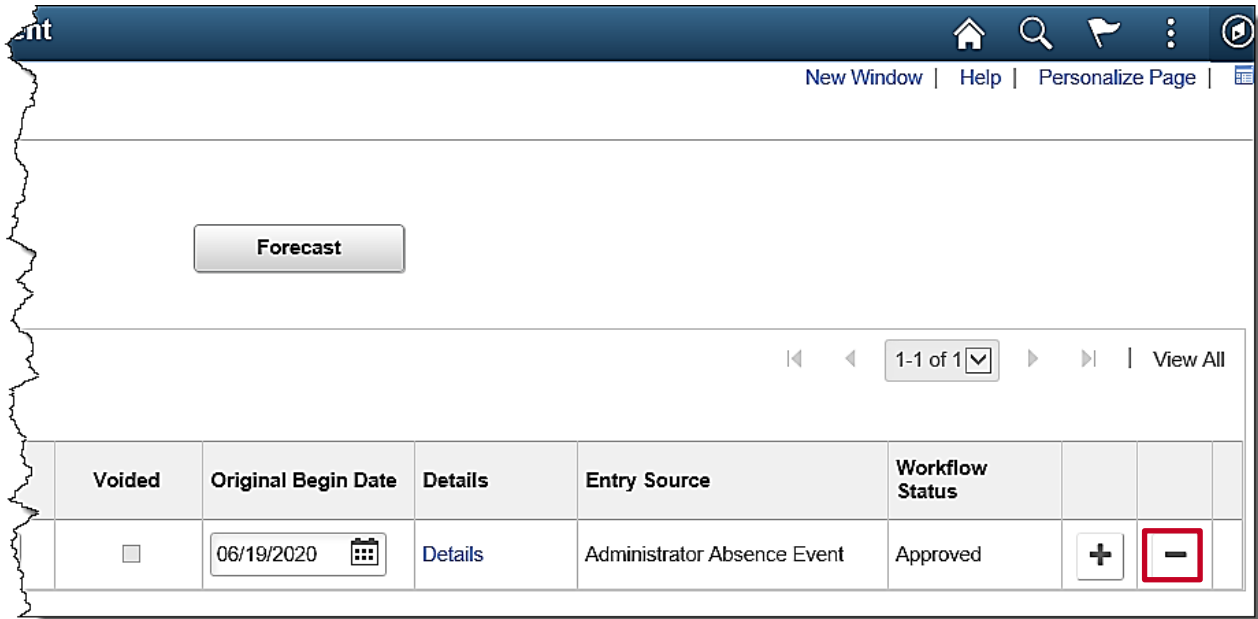 New Window | Help | Personalize Page |
Forecast
1-1 of 1 | View All
Voided Original Begin Date Details Entry Source Workflow
Status
06/19/2020 Details Administrator Absence Event Approved + -